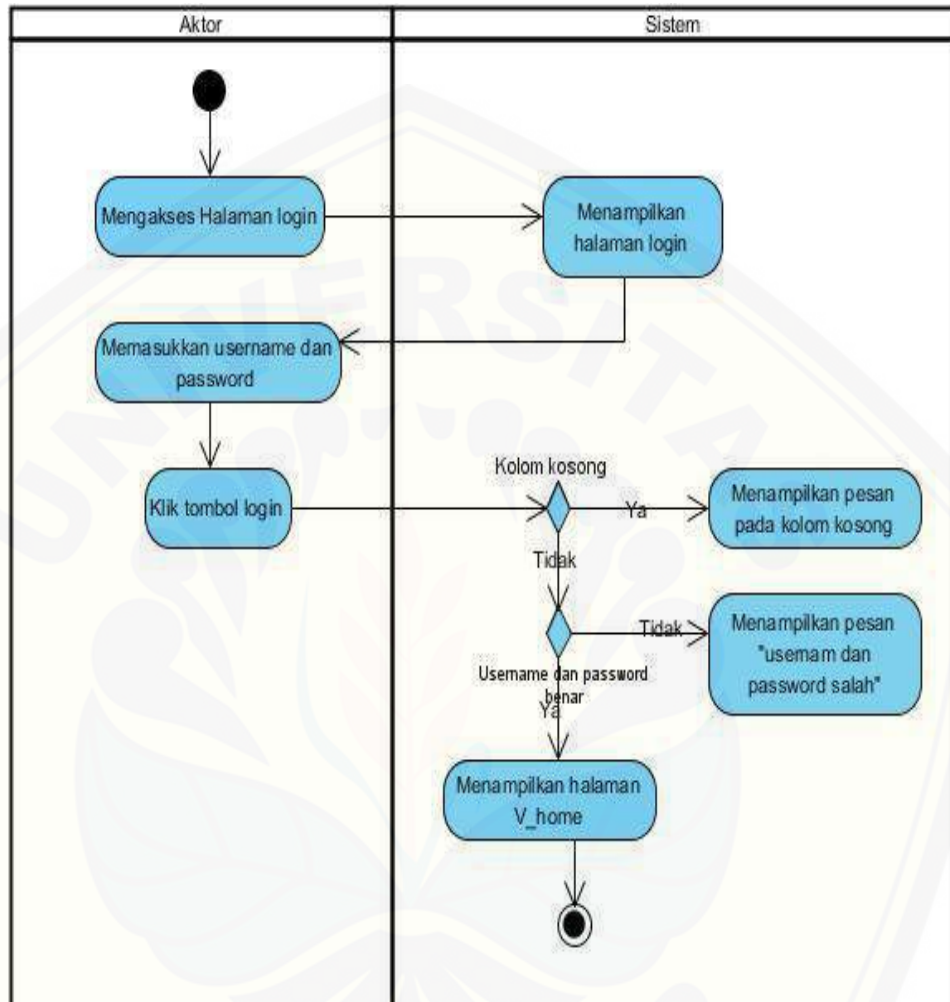 Aktor
Sistem
Mengakses Halaman login
Menampilkan
halaman login
Memasukkan username dan
password
Klik tombol login
Kolom kosong
Ya
Menampilkan pesan
pada kolom kosong
Tidak
Tidak
Menampilkan pesan
"usernam dan
password salah"
Username dan password
benar
Ya
Menampilkan halaman
V_home
UNIVERSITAS